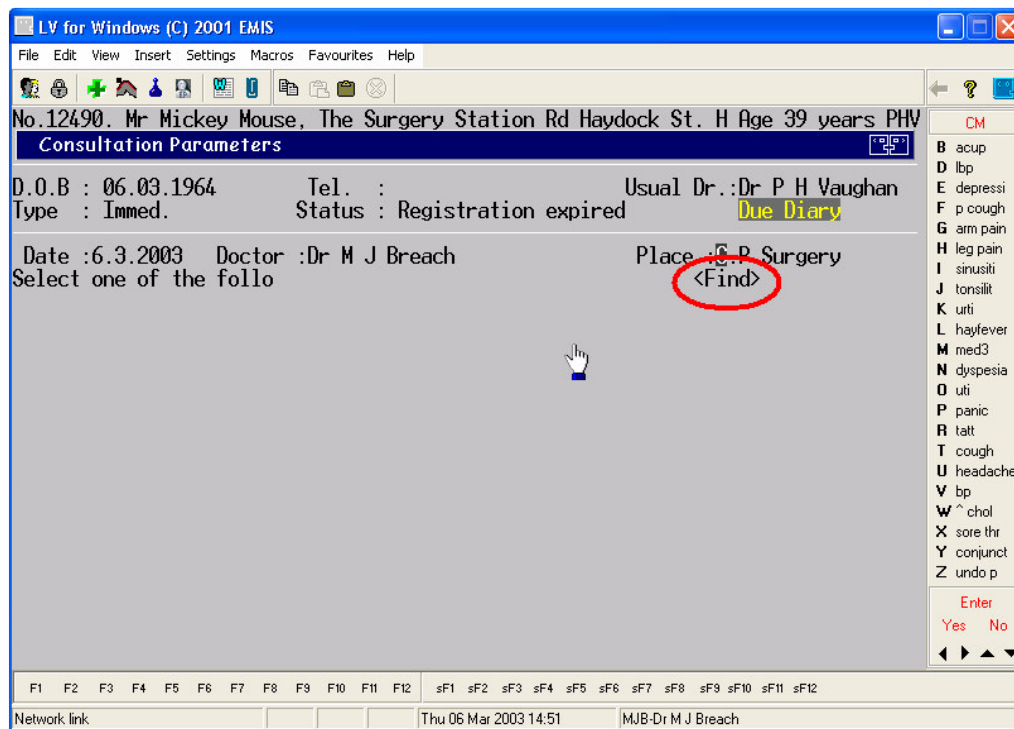 LV for Windows (C) 2001 EMIS
File Edit View Insert Settings Macros Favourites Help
No.12490. Mr Mickey Mouse, The Surgery Station Rd Haydock St. H Age 39 years PHV
Consultation Parameters
D.O.B : 06.03.1964 Tel. : Usual Dr.:Dr P H Vaughan
Type : Immed. Status : Registration expired Due Diary
Date :6.3.2003 Doctor :Dr M J Breach Place :G.P Surgery
Select one of the follo <Find>
CM
B acup
D lbp
E depressi
F p cough
G arm pain
H leg pain
I sinusiti
J tonsilit
K urti
L hayfever
M med3
N dyspesia
O uti
P panic
R tatt
T cough
U headache
V bp
W ^ chol
X sore thr
Y conjunct
Z undo p
Enter
Yes No
F1 F2 F3 F4 F5 F6 F7 F8 F9 F10 F11 F12 sF1 sF2 sF3 sF4 sF5 sF6 sF7 sF8 sF9 sF10 sF11 sF12
Network link Thu 06 Mar 2003 14:51 MJB-Dr M J Breach